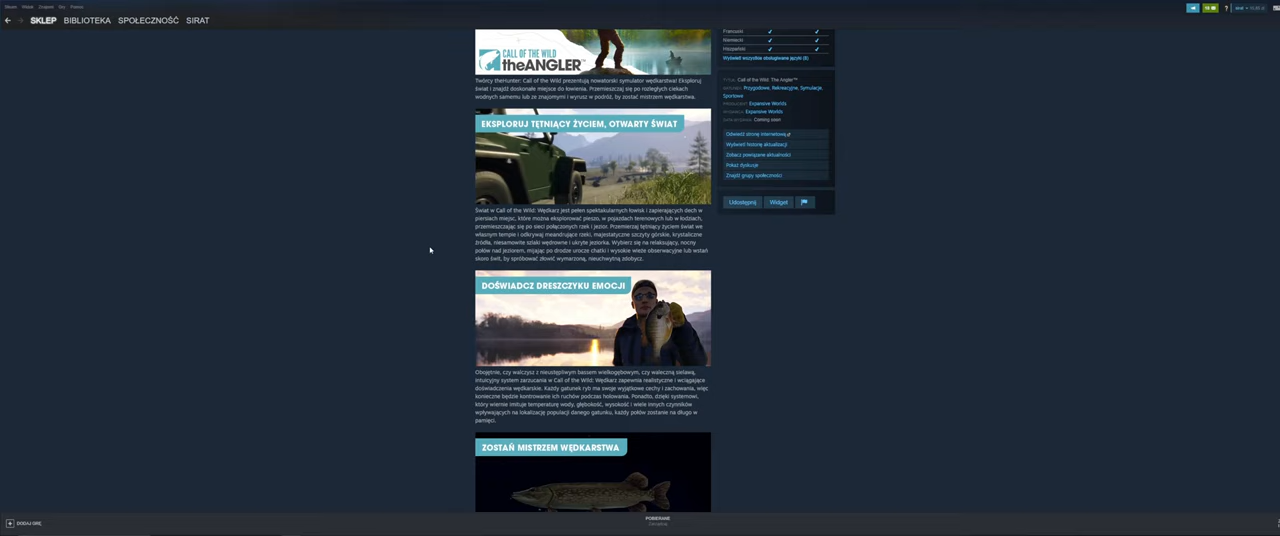 Steam Widok Znajomi Gry Pomoc
SKLEP BIBLIOTEKA SPOŁECZNOŚĆ SIRAT
CALL OF THE WILD
theANGLER™
Twórcy theHunter: Call of the Wild prezentują nowatorski symulator wędkarstwa! Eksploruj
świat i znajdź doskonałe miejsce do łowienia. Przemieszczaj się po rozległych ciekach
wodnych samemu lub ze znajomymi i wyrusz w podróż, by zostać mistrzem wędkarstwa.
EKSPLORUJ TĘTNIĄCY ŻYCIEM, OTWARTY ŚWIAT
Świat w Call of the Wild: Wędkarz jest pełen spektakularnych łowisk i zapierających dech w
piersiach miejsc, które można eksplorować pieszo, w pojazdach terenowych lub w łodziach,
przemieszczając się po sieci połączonych rzek i jezior. Przemierzaj tętniący życiem świat we
własnym tempie i odkrywaj meandrujące rzeki, majestatyczne szczyty górskie, krystaliczne
źródła, niesamowite szlaki wędrowne i ukryte jeziorka. Wybierz się na relaksujący, nocny
połów nad jeziorem, mijając po drodze urocze chatki i wysokie wieże obserwacyjne lub wstań
skoro świt, by spróbować złowić wymarzoną, nieuchwytną zdobycz.
DOŚWIADCZ DRESZCZYKU EMOCJI
Obojętnie, czy walczysz z nieustępliwym bassem wielkogębowym, czy waleczną sielawą,
intuicyjny system zarzucania w Call of the Wild: Wędkarz zapewnia realistyczne i wciągające
doświadczenia wędkarskie. Każdy gatunek ryb ma swoje wyjątkowe cechy i zachowania, więc
konieczne będzie kontrowanie ich ruchów podczas holowania. Ponadto, dzięki systemowi,
który wiernie imituje temperaturę wody, głębokość, wysokość i wiele innych czynników
wpływających na lokalizację populacji danego gatunku, każdy połów zostanie na długo w
pamięci.
ZOSTAŃ MISTRZEM WĘDKARSTWA
Francuski
Niemiecki
Hiszpański
Wyświetl wszystkie obsługiwane języki (8)
Call of the Wild: The Angler™
Przygodowe, Rekreacyjne, Symulacje,
Sportowe
Expansive Worlds
Expansive Worlds
Coming soon
Odwiedź stronę internetową
Wyświetl historię aktualizacji
Zobacz powiązane aktualności
Pokaż dyskusje
Znajdź grupy społeczności
Udostępnij Widget
DODAJ GRĘ
POBIERANIE
Zarządzaj